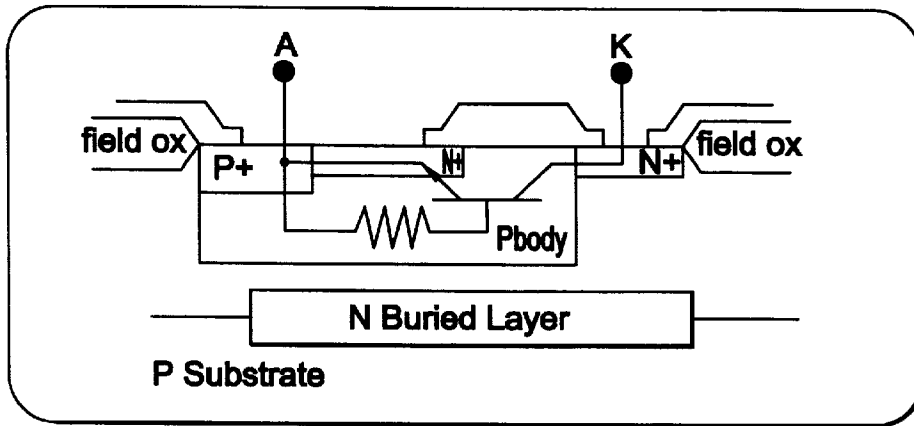 A K
field ox P+ N+ N+ field ox
Pbody
N Buried Layer
P Substrate